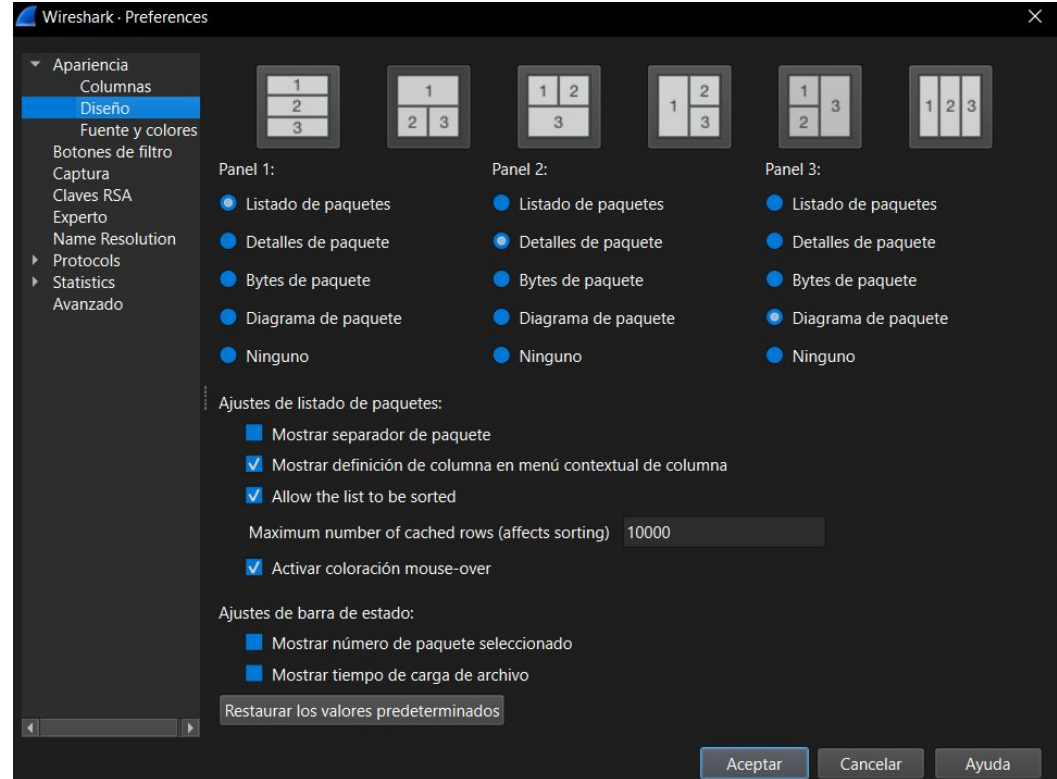 Wireshark · Preferences
Apariencia
Columnas
Diseño
Fuente y colores
Botones de filtro
Captura
Claves RSA
Experto
Name Resolution
Protocols
Statistics
Avanzado
1
2
3
1
2 3
1 2
3
1 2
3
1 3
2
1 2 3
Panel 1: Panel 2: Panel 3:
Listado de paquetes Listado de paquetes Listado de paquetes
Detalles de paquete Detalles de paquete Detalles de paquete
Bytes de paquete Bytes de paquete Bytes de paquete
Diagrama de paquete Diagrama de paquete Diagrama de paquete
Ninguno Ninguno Ninguno
Ajustes de listado de paquetes:
Mostrar separador de paquete
Mostrar definición de columna en menú contextual de columna
Allow the list to be sorted
Maximum number of cached rows (affects sorting) 10000
Activar coloración mouse-over
Ajustes de barra de estado:
Mostrar número de paquete seleccionado
Mostrar tiempo de carga de archivo
Restaurar los valores predeterminados
Aceptar Cancelar Ayuda